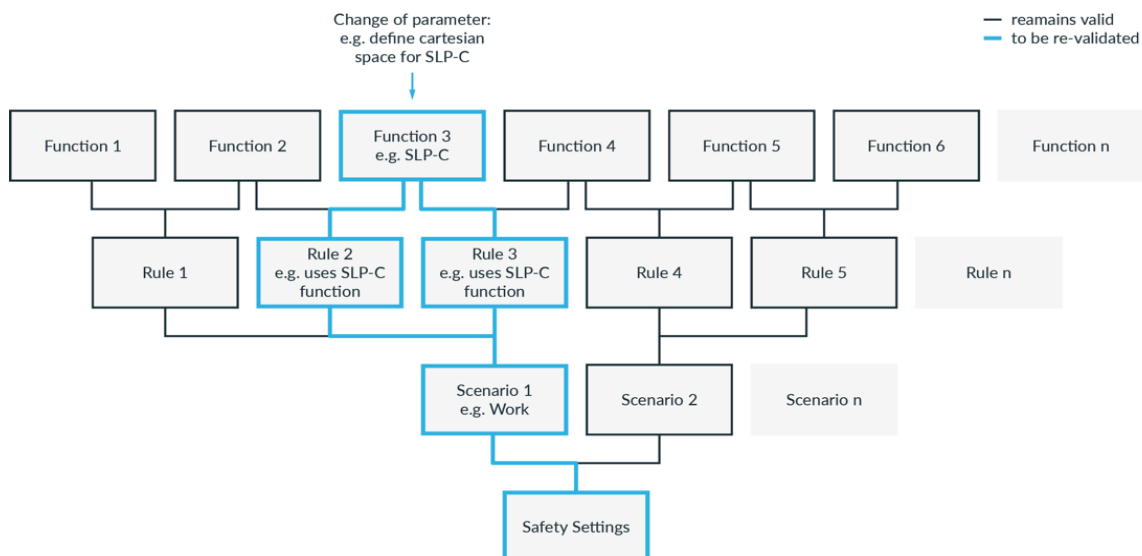 Change of parameter:
e.g. define cartesian
space for SLP-C
reamains valid
to be re-validated
Function 1
Function 2
Function 3
e.g. SLP-C
Function 4
Function 5
Function 6
Function n
Rule 1
Rule 2
e.g. uses SLP-C
function
Rule 3
e.g. uses SLP-C
function
Rule 4
Rule 5
Rule n
Scenario 1
e.g. Work
Scenario 2
Scenario n
Safety Settings